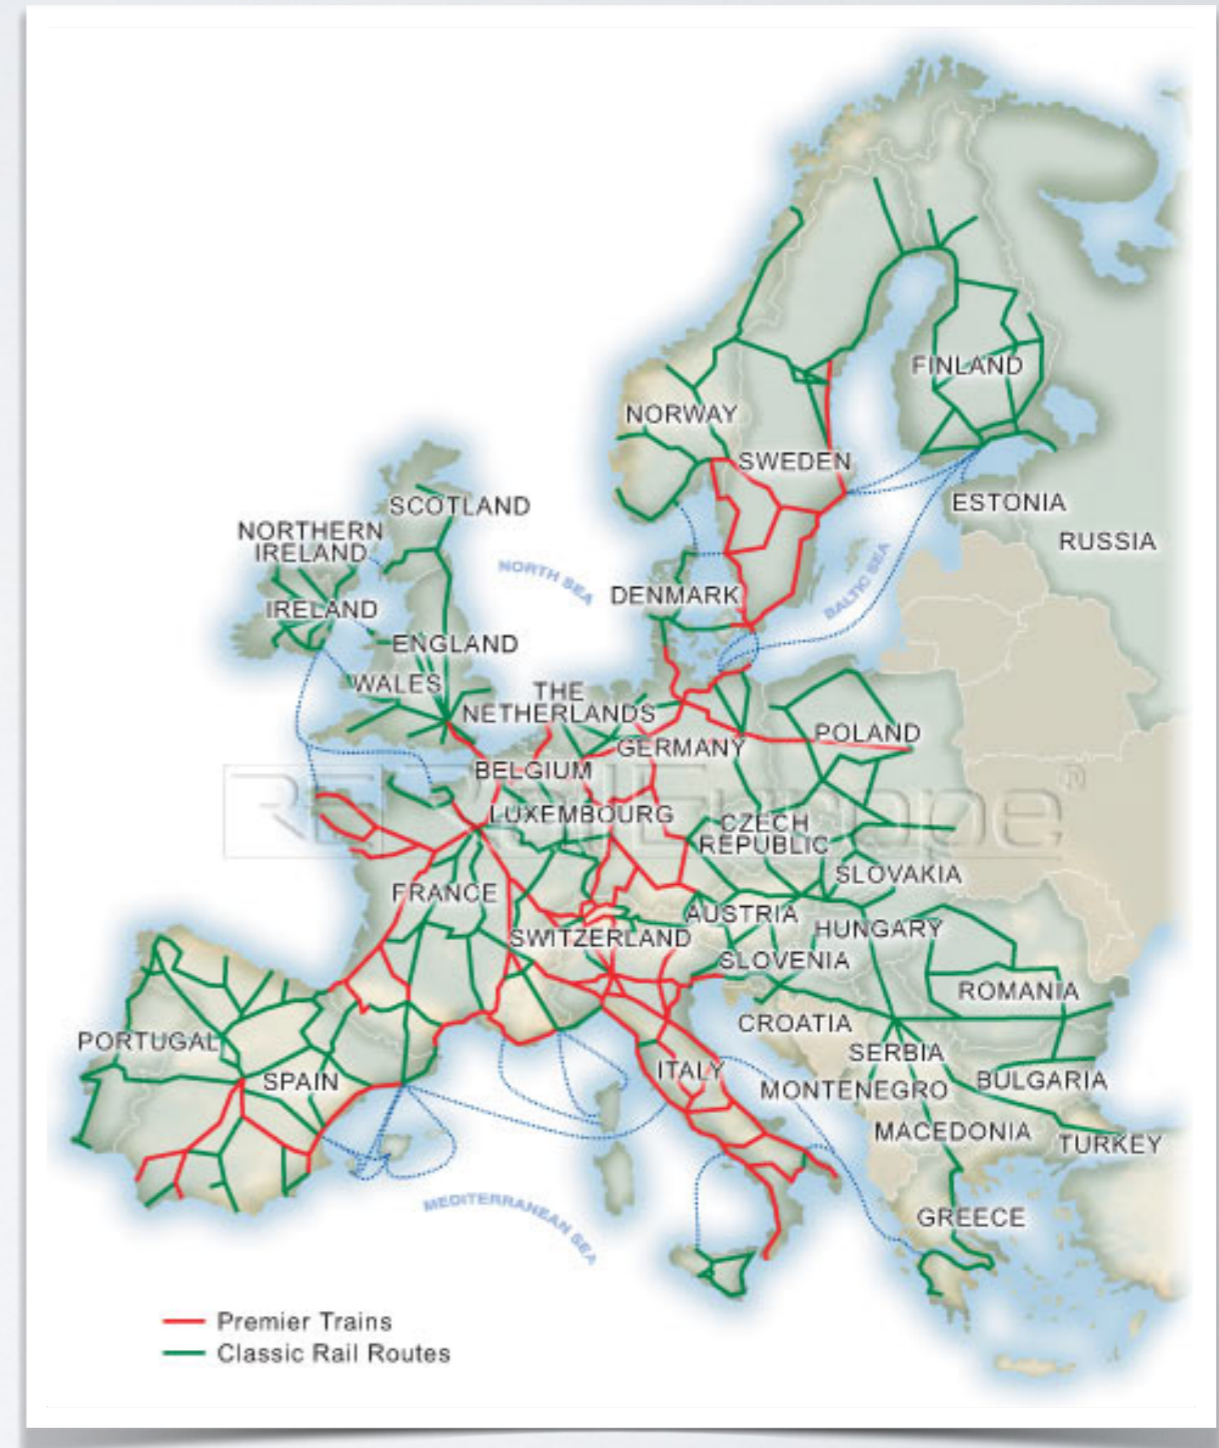 FINLAND
NORWAY
SWEDEN
SCOTLAND
ESTONIA
NORTHERN
IRELAND
RUSSIA
NORTH SEA
BALTIC SEA
DENMARK
IRELAND
ENGLAND
WALES
THE
NETHERLANDS
POLAND
GERMANY
BELGIUM
RailEurope
®
LUXEMBOURG
CZECH
REPUBLIC
SLOVAKIA
FRANCE
AUSTRIA
HUNGARY
SWITZERLAND
SLOVENIA
ROMANIA
CROATIA
PORTUGAL
SERBIA
ITALY
SPAIN
MONTENEGRO
BULGARIA
MACEDONIA
TURKEY
MEDITERRANEAN SEA
GREECE
Premier Trains
Classic Rail Routes